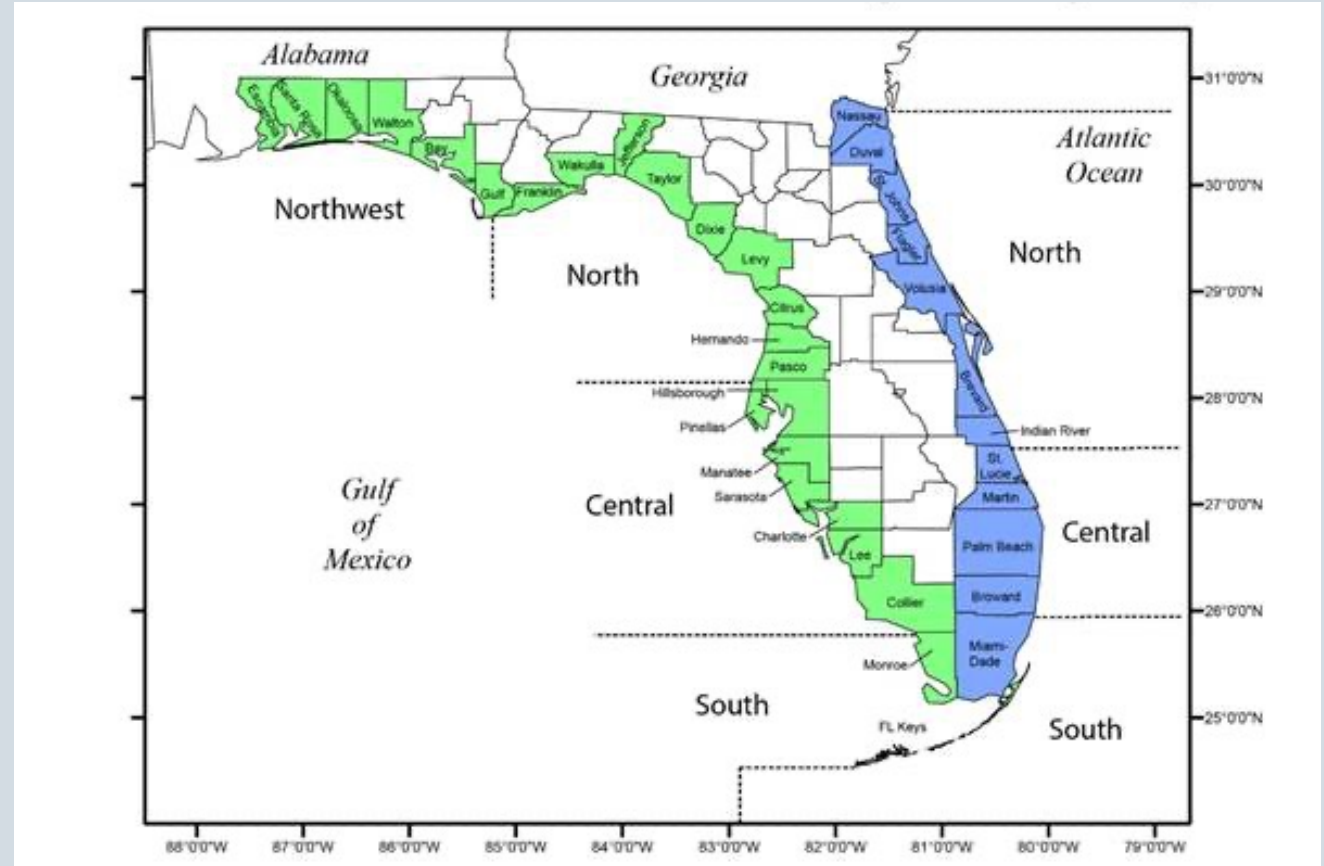 Alabama
Georgia
31°0'0"N
Escambia
Santa Rosa
Okaloosa
Walton
Bay
Gulf
Franklin
Wakulla
Jefferson
Taylor
Dixie
Levy
Citrus
Hernando
Pasco
Hillsborough
Pinellas
Manatee
Sarasota
Charlotte
Lee
Collier
Monroe
FL Keys
Nassau
Duval
St. Johns
Flagler
Volusia
Brevard
Indian River
St.
Lucie
Martin
Palm Beach
Broward
Miami-
Dade
Atlantic
Ocean
Northwest
North
North
Gulf
of
Mexico
Central
Central
South
South
30°0'0"N
29°0'0"N
28°0'0"N
27°0'0"N
26°0'0"N
25°0'0"N
88°0'0"W
87°0'0"W
86°0'0"W
85°0'0"W
84°0'0"W
83°0'0"W
82°0'0"W
81°0'0"W
80°0'0"W
79°0'0"W